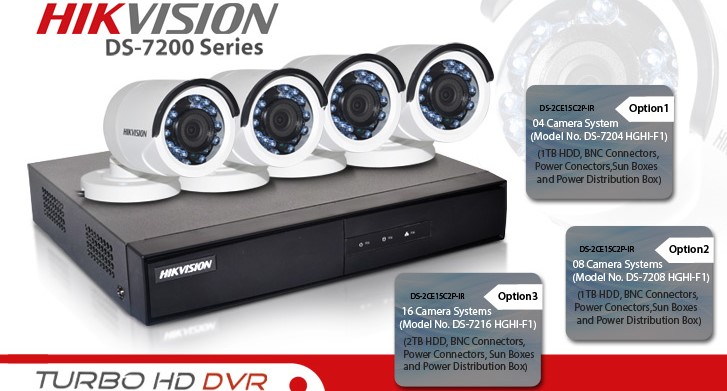 HIKVISION
DS-7200 Series
HIKVISION
HIKVISION
DS-2CE15C2P-IR
Option1
04 Camera System
(Model No. DS-7204 HGHI-F1)
(1TB HDD, BNC Connectors,
Power Conectors,Sun Boxes
and Power Distribution Box)
DS-2CE15C2P-IR
Option2
08 Camera Systems
(Model No. DS-7208 HGHI-F1)
(1TB HDD, BNC Connectors,
Power Conectors,Sun Boxes
and Power Distribution Box)
DS-2CE15C2P-IR
Option3
16 Camera Systems
(Model No. DS-7216 HGHI-F1)
(2TB HDD, BNC Connectors,
Power Connectors, Sun Boxes
and Power Distribution Box)
TURBO HD DVR